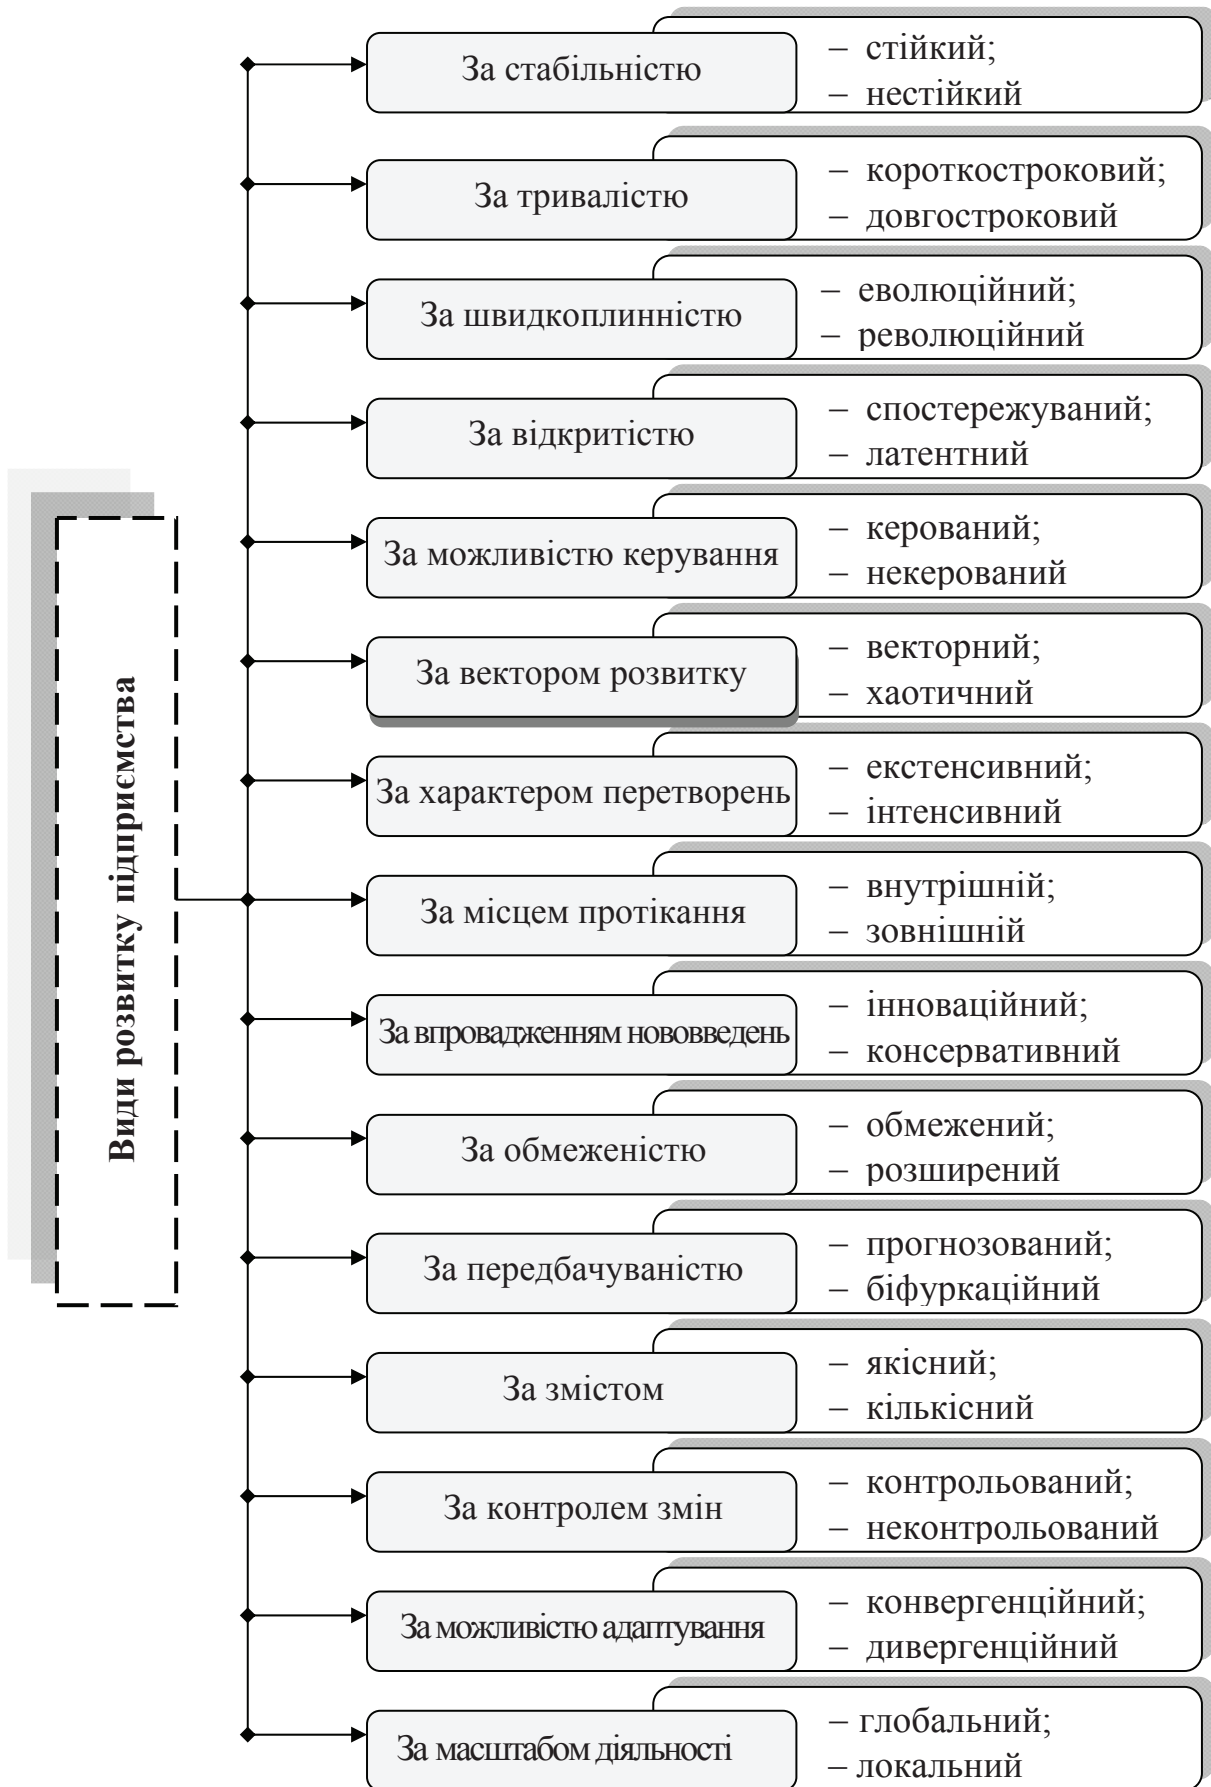 Види розвитку підприємства
За стабільністю
– стійкий;
– нестійкий
За тривалістю
– короткостроковий;
– довгостроковий
За швидкоплинністю
– еволюційний;
– революційний
За відкритістю
– спостережуваний;
– латентний
За можливістю керування
– керований;
– некерований
За вектором розвитку
– векторний;
– хаотичний
За характером перетворень
– екстенсивний;
– інтенсивний
За місцем протікання
– внутрішній;
– зовнішній
За впровадженням нововведень
– інноваційний;
– консервативний
За обмеженістю
– обмежений;
– розширений
За передбачуваністю
– прогнозований;
– біфуркаційний
За змістом
– якісний;
– кількісний
За контролем змін
– контрольований;
– неконтрольований
За можливістю адаптування
– конвергенційний;
– дивергенційний
За масштабом діяльності
– глобальний;
– локальний